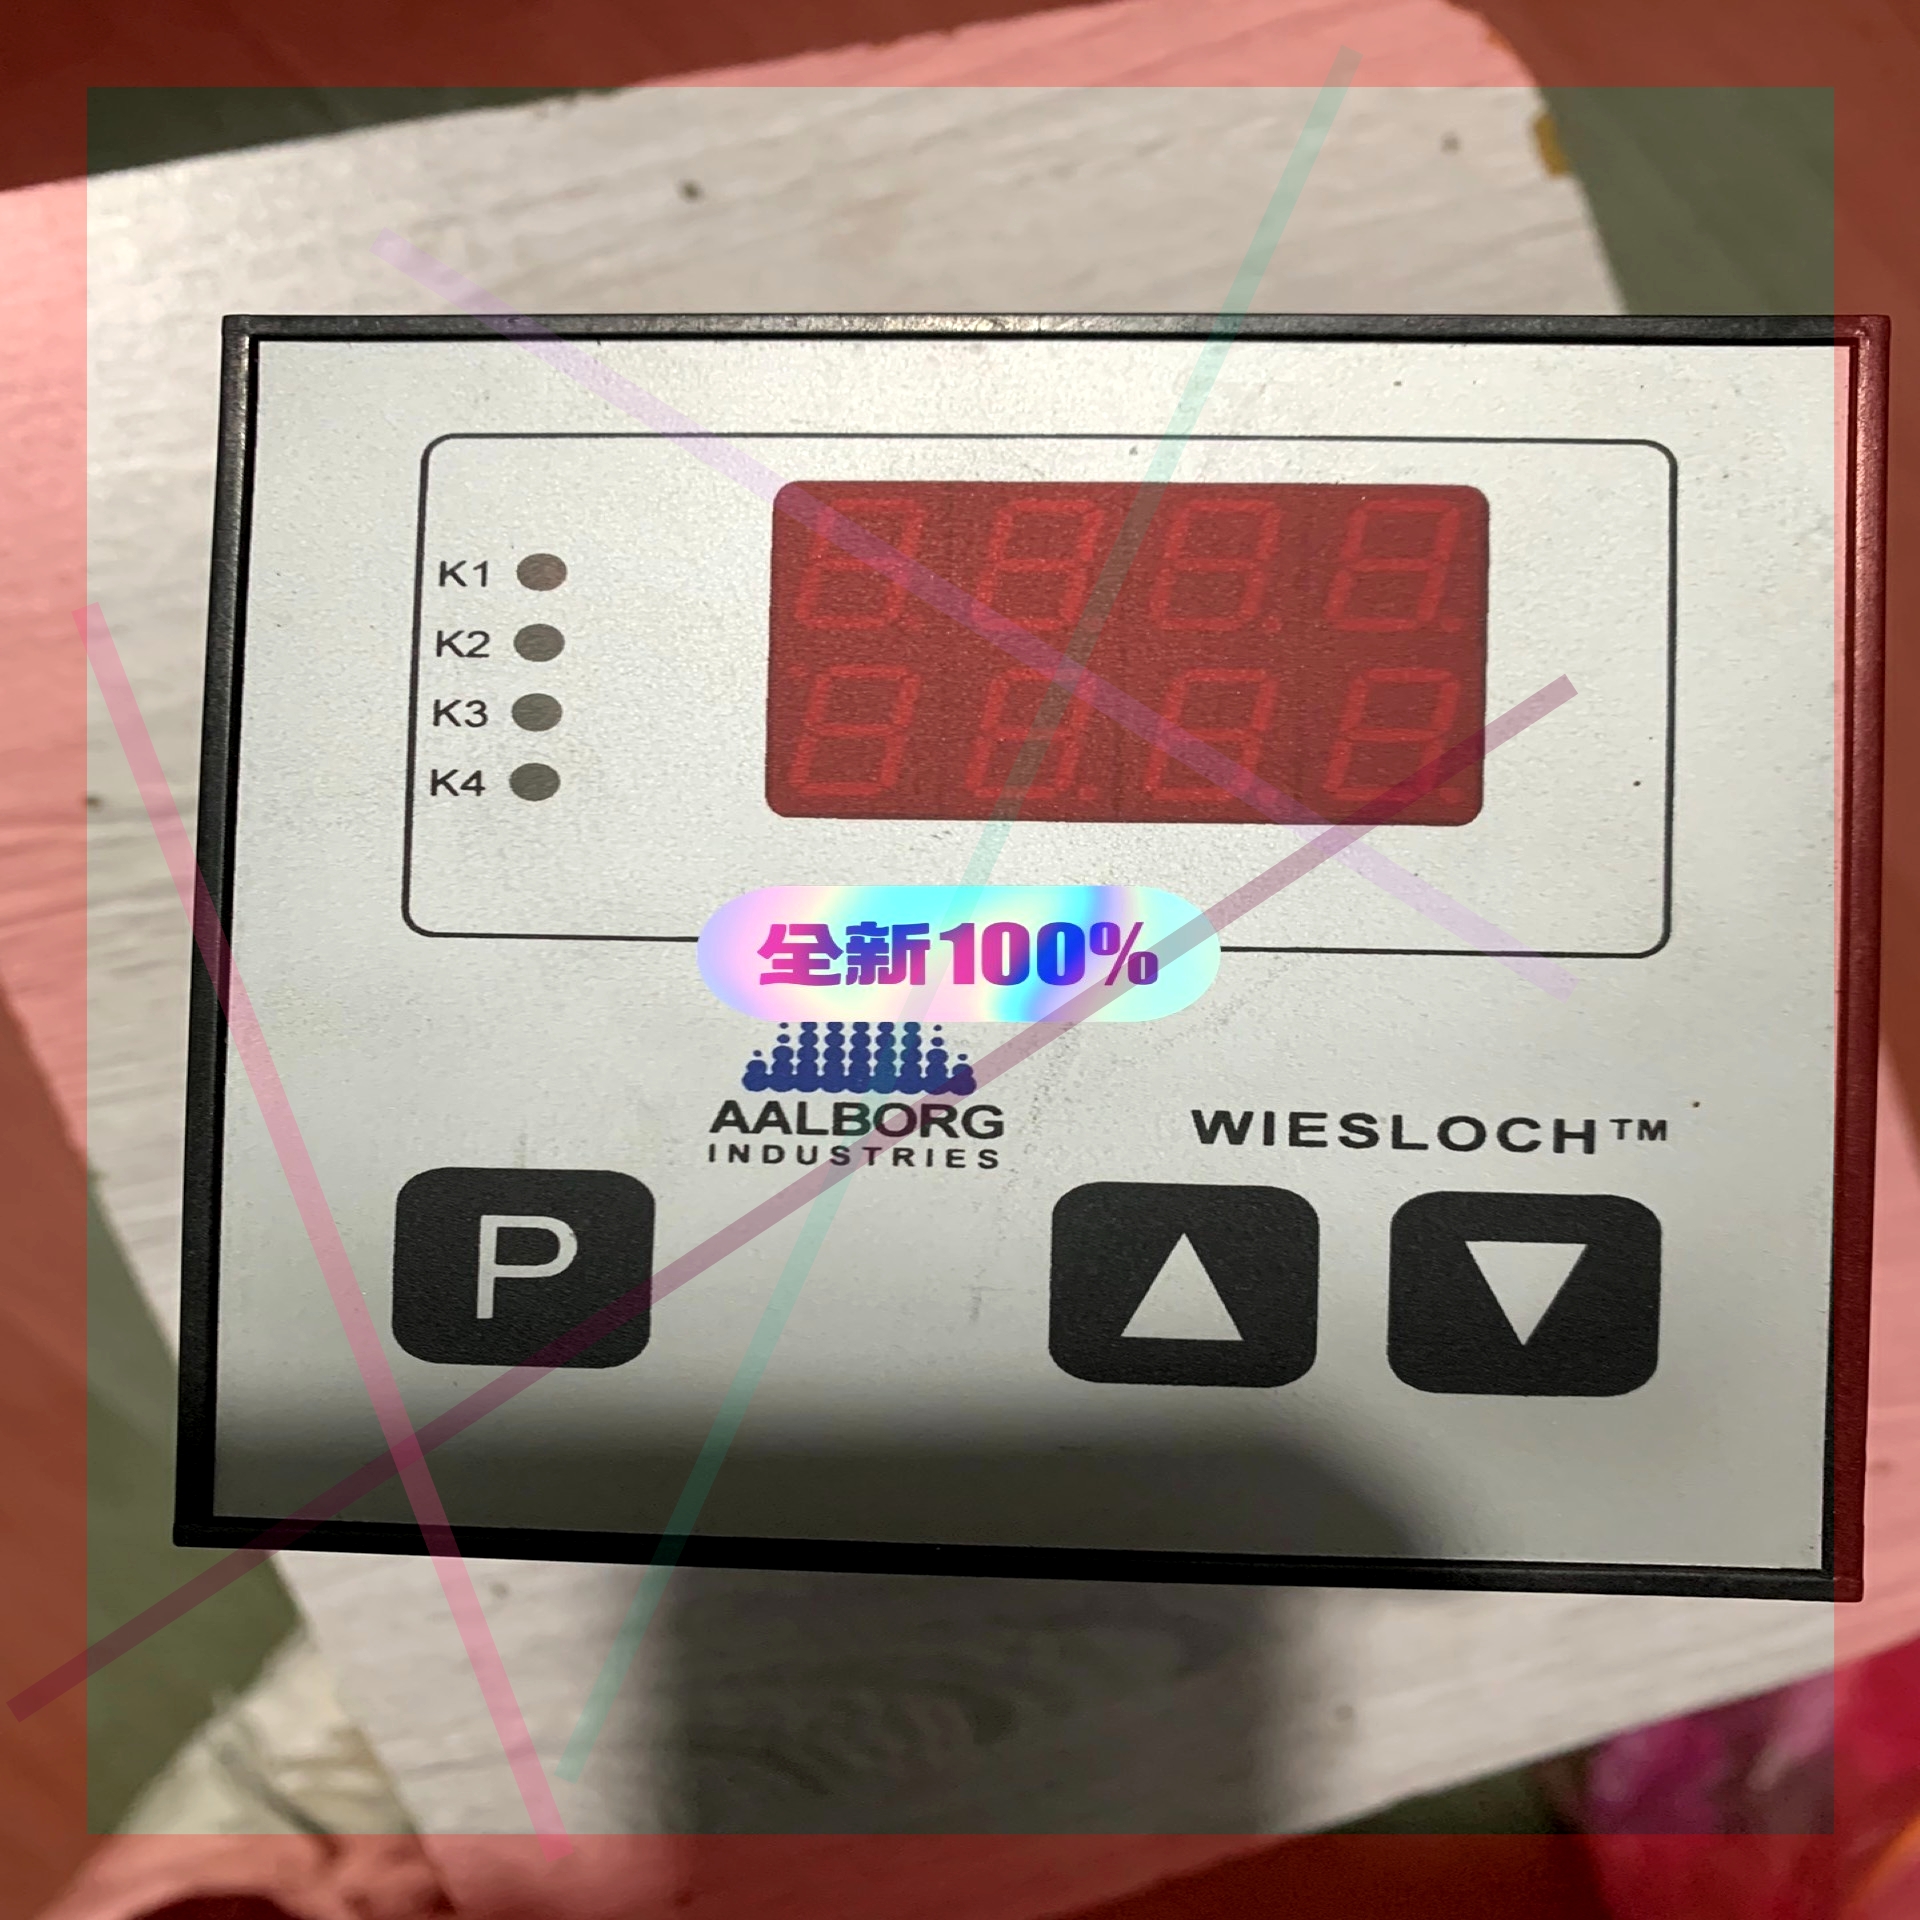 K1
K2
K3
K4
全新100%
AALBORG
INDUSTRIES
WIESLOCH™
P